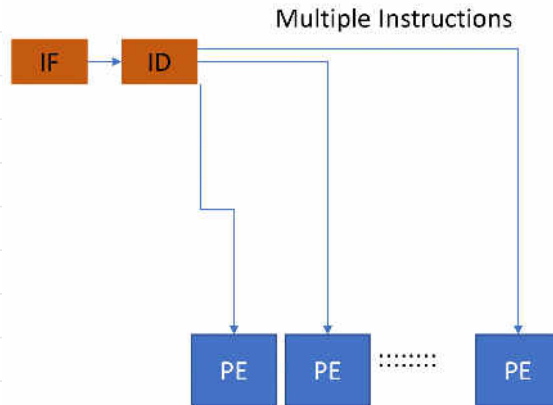 Multiple Instructions
IF
ID
PE
PE
::::::::
PE